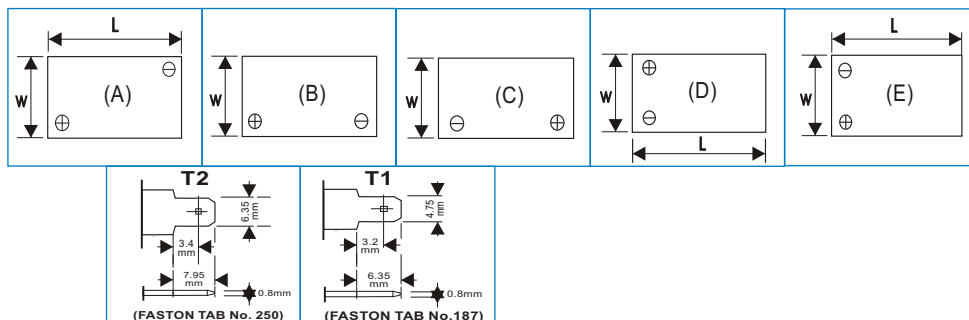 L
W
(A)
⊖
⊕
W
(B)
⊕
⊖
W
(C)
⊖
⊕
W
(D)
⊕
⊖
L
L
W
(E)
⊖
⊕
T2
6.35
mm
3.4
mm
7.95
mm
0.8mm
(FASTON TAB No. 250)
T1
4.75
mm
3.2
mm
6.35
mm
0.8mm
(FASTON TAB No.187)